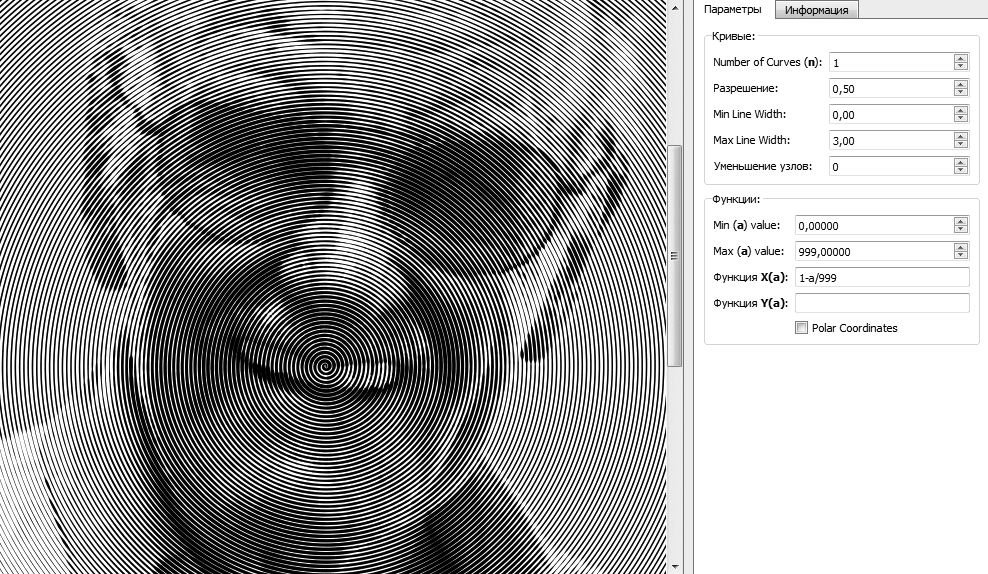 Параметры
Информация
Кривые:
Number of Curves (n): 1
Разрешение: 0,50
Min Line Width: 0,00
Max Line Width: 3,00
Уменьшение узлов: 0
Функции:
Min (a) value: 0,00000
Max (a) value: 999,00000
Функция X(a): 1-a/999
Функция Y(a):
Polar Coordinates